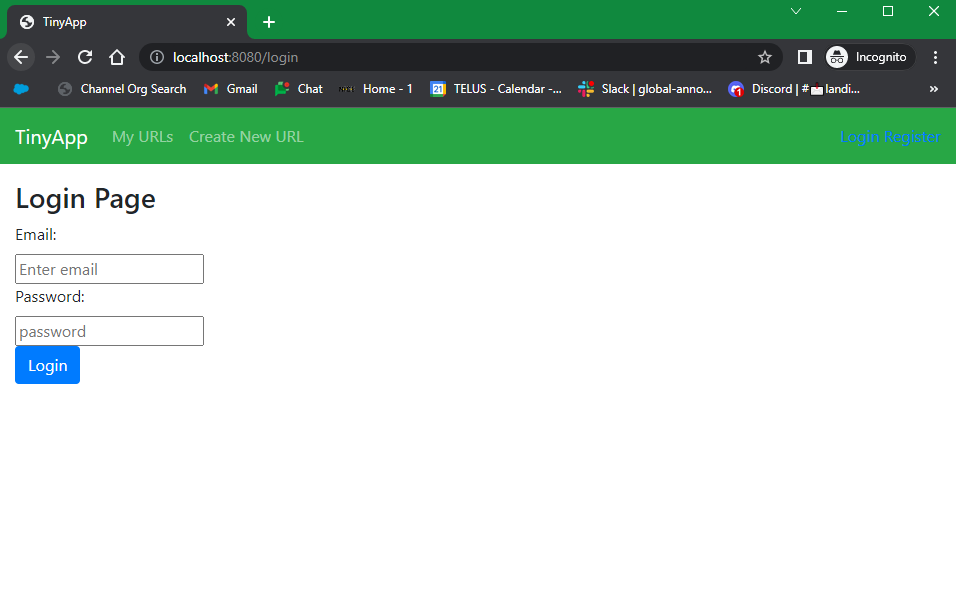 TinyApp
localhost:8080/login
Incognito
Channel Org Search Gmail Chat Home - 1 21 TELUS - Calendar -... Slack | global-anno... Discord | # landi... »
TinyApp My URLs Create New URL Login Register
Login Page
Email:
Enter email
Password:
password
Login